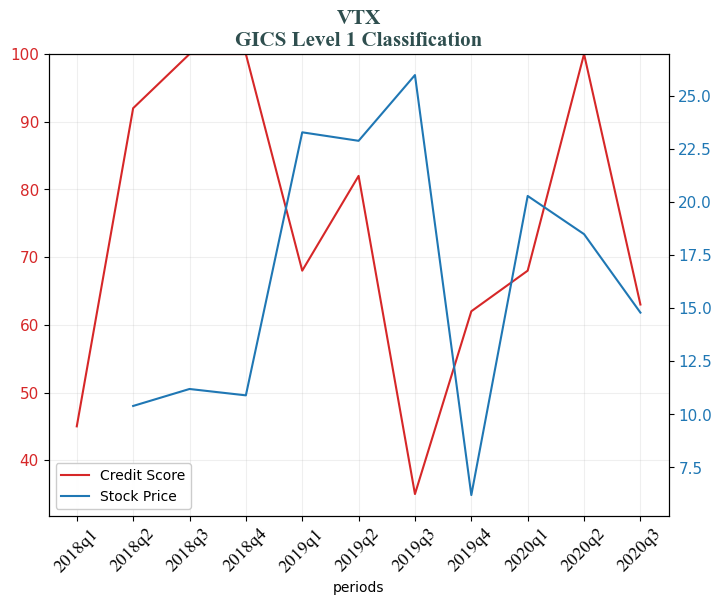 VTX
GICS Level 1 Classification
100
90
80
70
60
50
40
25.0
22.5
20.0
17.5
15.0
12.5
10.0
7.5
Credit Score
Stock Price
2018q1
2018q2
2018q3
2018q4
2019q1
2019q2
2019q3
2019q4
2020q1
2020q2
2020q3
periods